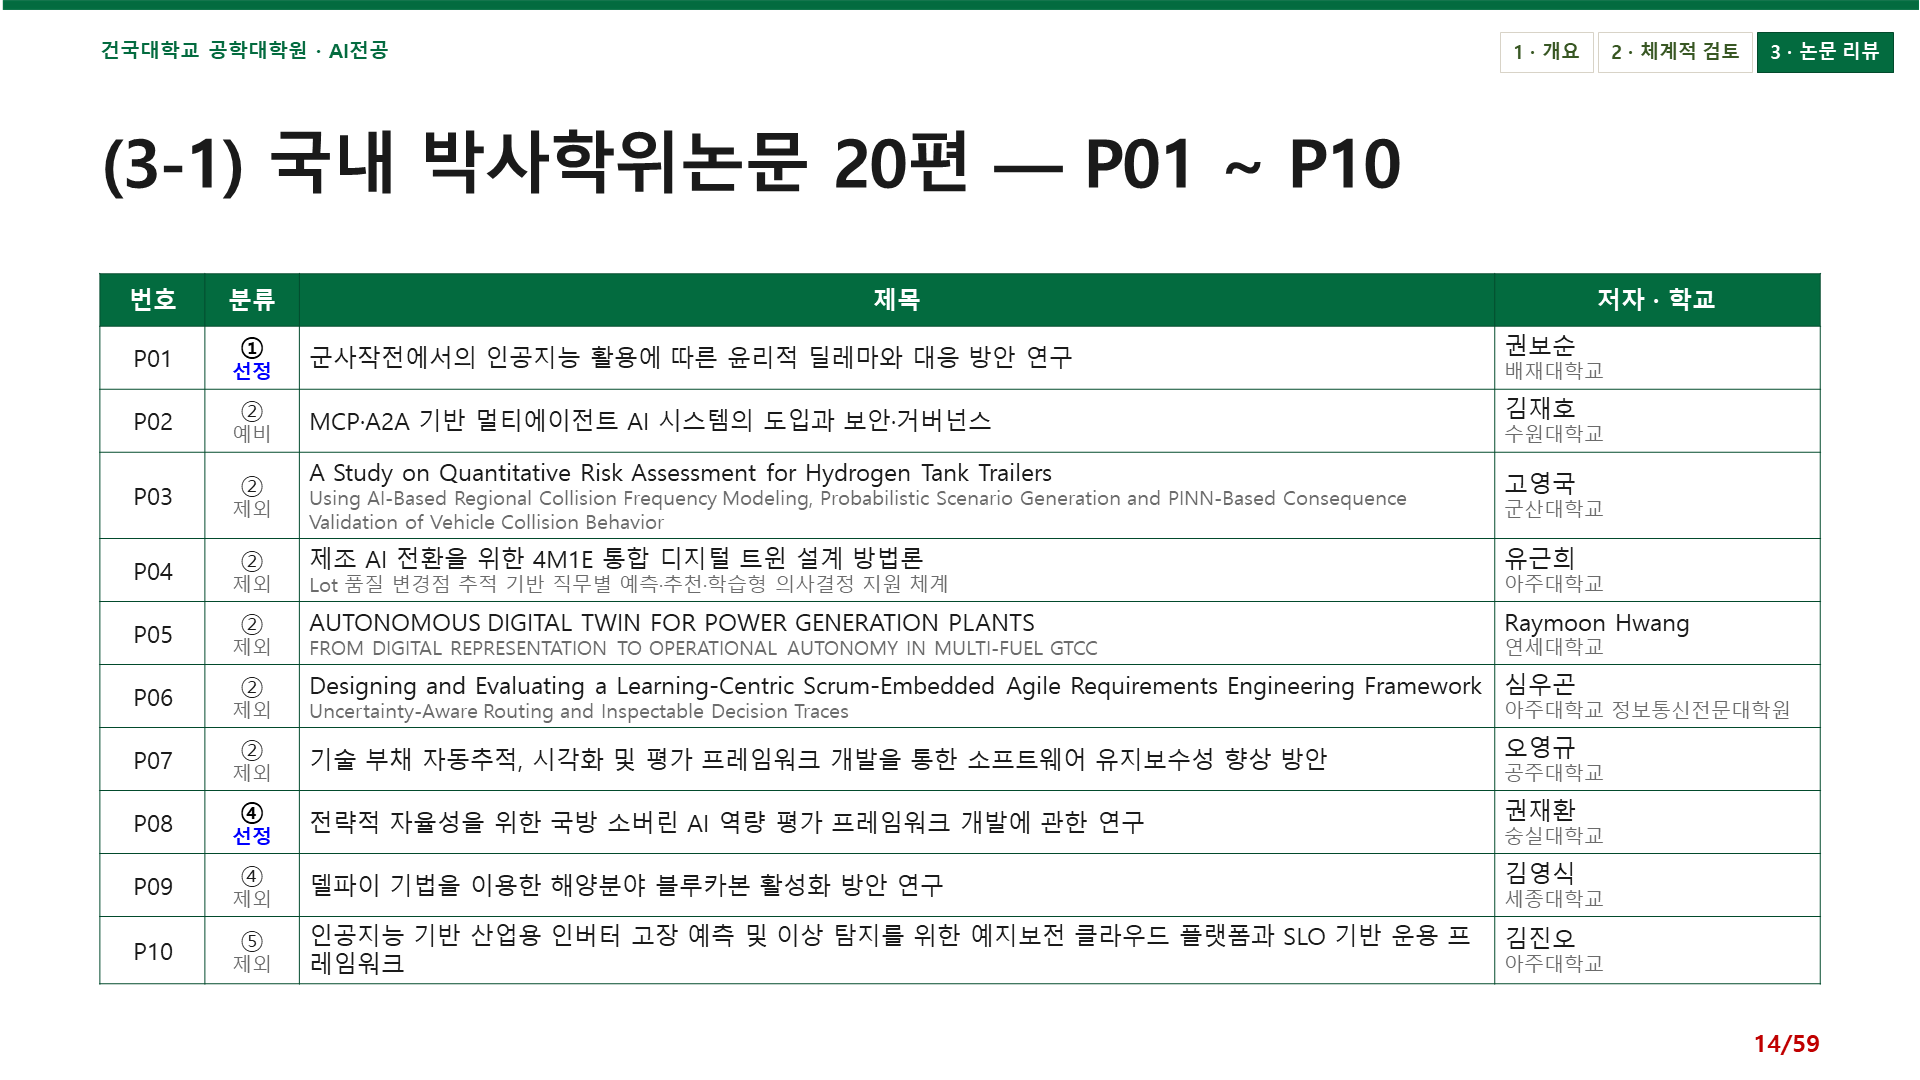 건국대학교 공학대학원 · AI전공
1 · 개요
2 · 체계적 검토
3 · 논문 리뷰
(3-1) 국내 박사학위논문 20편 — P01 ~ P10
번호 분류 제목 저자 · 학교
P01
①
선정
군사작전에서의 인공지능 활용에 따른 윤리적 딜레마와 대응 방안 연구
권보순
배재대학교
P02
②
예비
MCP·A2A 기반 멀티에이전트 AI 시스템의 도입과 보안·거버넌스
김재호
수원대학교
P03
②
제외
A Study on Quantitative Risk Assessment for Hydrogen Tank Trailers
Using AI-Based Regional Collision Frequency Modeling, Probabilistic Scenario Generation and PINN-Based Consequence
Validation of Vehicle Collision Behavior
고영국
군산대학교
P04
②
제외
제조 AI 전환을 위한 4M1E 통합 디지털 트윈 설계 방법론
Lot 품질 변경점 추적 기반 직무별 예측·추천·학습형 의사결정 지원 체계
유근희
아주대학교
P05
②
제외
AUTONOMOUS DIGITAL TWIN FOR POWER GENERATION PLANTS
FROM DIGITAL REPRESENTATION TO OPERATIONAL AUTONOMY IN MULTI-FUEL GTCC
Raymoon Hwang
연세대학교
P06
②
제외
Designing and Evaluating a Learning-Centric Scrum-Embedded Agile Requirements Engineering Framework
Uncertainty-Aware Routing and Inspectable Decision Traces
심우곤
아주대학교 정보통신전문대학원
P07
②
제외
기술 부채 자동추적, 시각화 및 평가 프레임워크 개발을 통한 소프트웨어 유지보수성 향상 방안
오영규
공주대학교
P08
④
선정
전략적 자율성을 위한 국방 소버린 AI 역량 평가 프레임워크 개발에 관한 연구
권재환
숭실대학교
P09
④
제외
델파이 기법을 이용한 해양분야 블루카본 활성화 방안 연구
김영식
세종대학교
P10
⑤
제외
인공지능 기반 산업용 인버터 고장 예측 및 이상 탐지를 위한 예지보전 클라우드 플랫폼과 SLO 기반 운용 프
레임워크
김진오
아주대학교
14/59